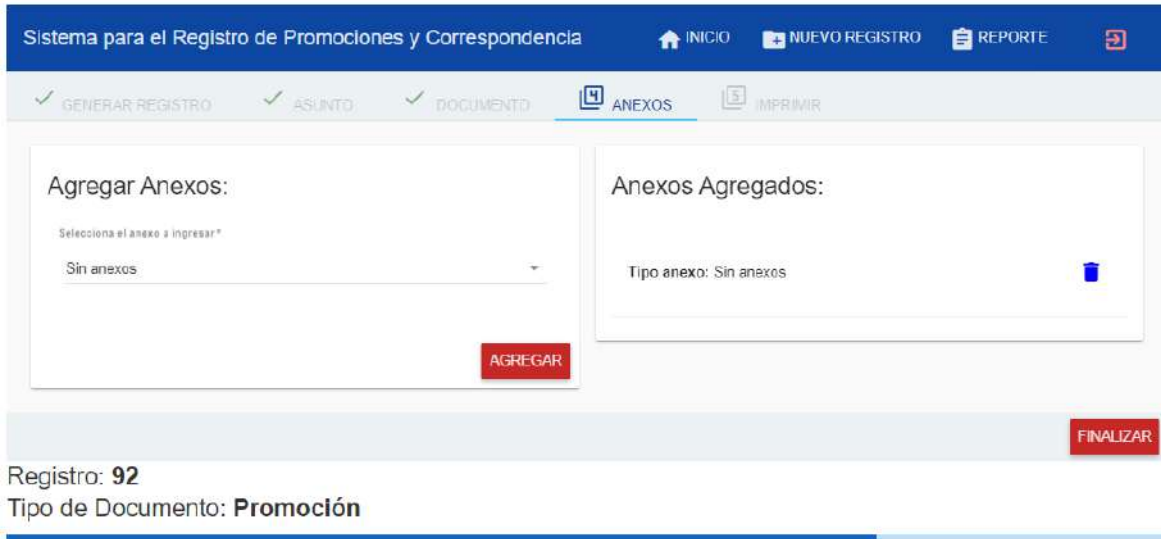 Sistema para el Registro de Promociones y Correspondencia INICIO NUEVO REGISTRO REPORTE
GENERAR REGISTRO ASUNTO DOCUMENTO 4 ANEXOS 5 IMPRIMIR
Agregar Anexos:
Selecciona el anexo a ingresar*
Sin anexos
AGREGAR
Anexos Agregados:
Tipo anexo: Sin anexos
FINALIZAR
Registro: 92
Tipo de Documento: Promoción